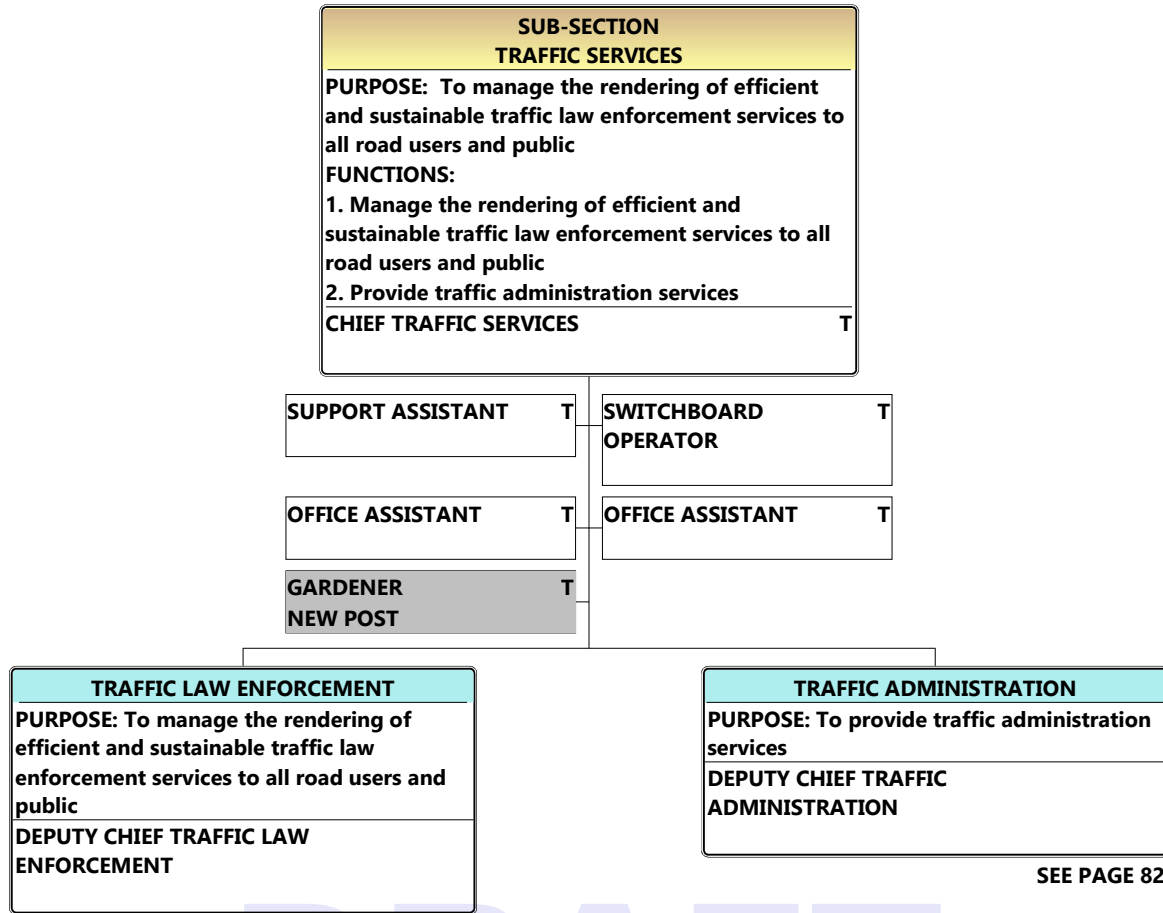 SUB-SECTION
TRAFFIC SERVICES
PURPOSE: To manage the rendering of efficient
and sustainable traffic law enforcement services to
all road users and public
FUNCTIONS:
1. Manage the rendering of efficient and
sustainable traffic law enforcement services to all
road users and public
2. Provide traffic administration services
CHIEF TRAFFIC SERVICES T
SUPPORT ASSISTANT T
SWITCHBOARD T
OPERATOR
OFFICE ASSISTANT T
OFFICE ASSISTANT T
GARDENER T
NEW POST
TRAFFIC LAW ENFORCEMENT
PURPOSE: To manage the rendering of
efficient and sustainable traffic law
enforcement services to all road users and
public
DEPUTY CHIEF TRAFFIC LAW
ENFORCEMENT
TRAFFIC ADMINISTRATION
PURPOSE: To provide traffic administration
services
DEPUTY CHIEF TRAFFIC
ADMINISTRATION
SEE PAGE 82